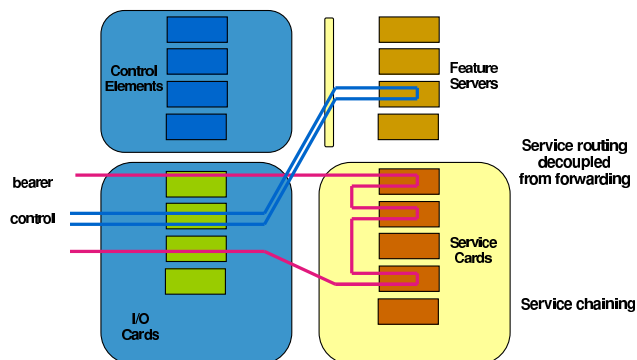 Control
Elements
Feature
Servers
Service routing
decoupled
from forwarding
bearer
control
Service
Cards
I/O
Cards
Service chaining